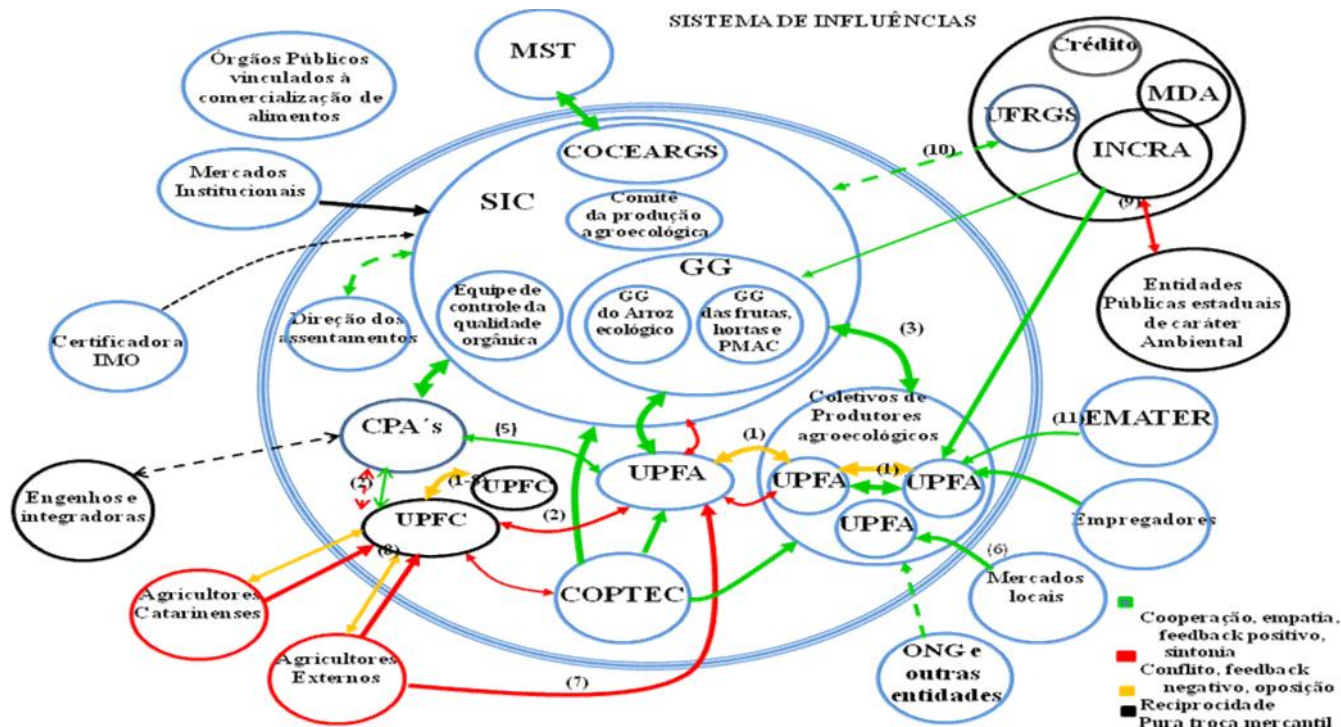 SISTEMA DE INFLUÊNCIAS
MST
Órgãos Públicos
vinculados à
comercialização de
alimentos
Crédito
MDA
UFRGS
INCRA
(10)
(9)
COCEARGS
Mercados
Institucionais
SIC
Comitê
da produção
agroecológica
GG
Equipe de
controle da
qualidade
orgânica
GG
do Arroz
ecológico
GG
das frutas,
hortas e
PMAC
Direção dos
assentamentos
Certificadora
IMO
Entidades
Públicas estaduais
de caráter
Ambiental
(3)
Coletivos de
Produtores
agroecológicos
CPA´s
(5)
(1)
(11)
EMATER
UPFA
UPFA
(1)
UPFA
UPFA
(2)
UPFC
UPFC
(2)
(8)
Engenhos e
integradoras
Empregadores
(6)
Mercados
locais
COPTEC
Agricultores
Catarinenses
Agricultores
Externos
(7)
ONG e
outras
entidades
Cooperação, empatia,
feedback positivo,
sintonia
Conflito, feedback
negativo, oposição
Reciprocidade
Pura troca mercantil